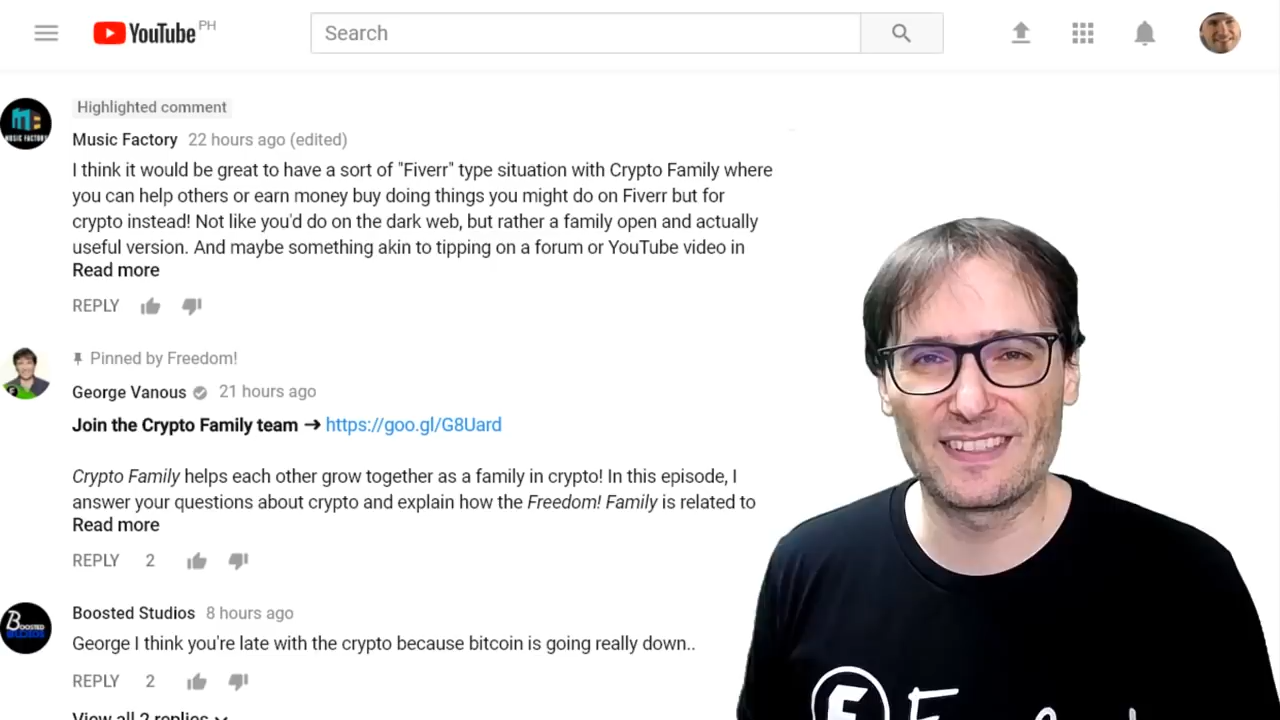 YouTube PH
Search
Highlighted comment
Music Factory 22 hours ago (edited)
I think it would be great to have a sort of "Fiverr" type situation with Crypto Family where
you can help others or earn money buy doing things you might do on Fiverr but for
crypto instead! Not like you'd do on the dark web, but rather a family open and actually
useful version. And maybe something akin to tipping on a forum or YouTube video in
Read more
REPLY
Pinned by Freedom!
George Vanous 21 hours ago
Join the Crypto Family team → https://goo.gl/G8Uard
Crypto Family helps each other grow together as a family in crypto! In this episode, I
answer your questions about crypto and explain how the Freedom! Family is related to
Read more
REPLY 2
Boosted Studios 8 hours ago
George I think you're late with the crypto because bitcoin is going really down..
REPLY 2
View all 2 replies
MUSIC FACTORY